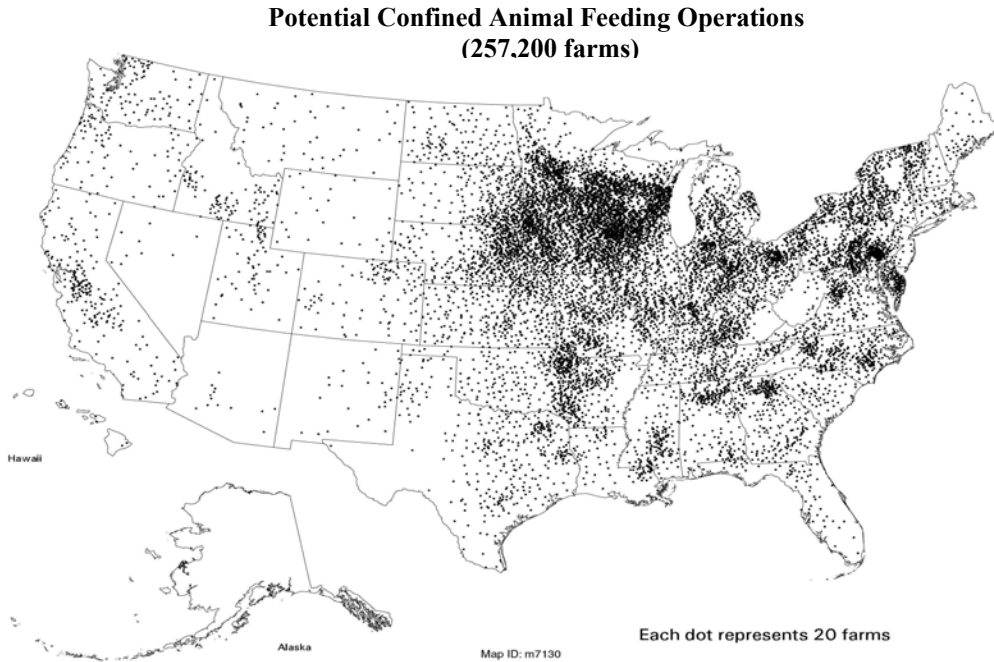 Potential Confined Animal Feeding Operations
(257,200 farms)
Hawaii
Alaska
Map ID: m7130
Each dot represents 20 farms